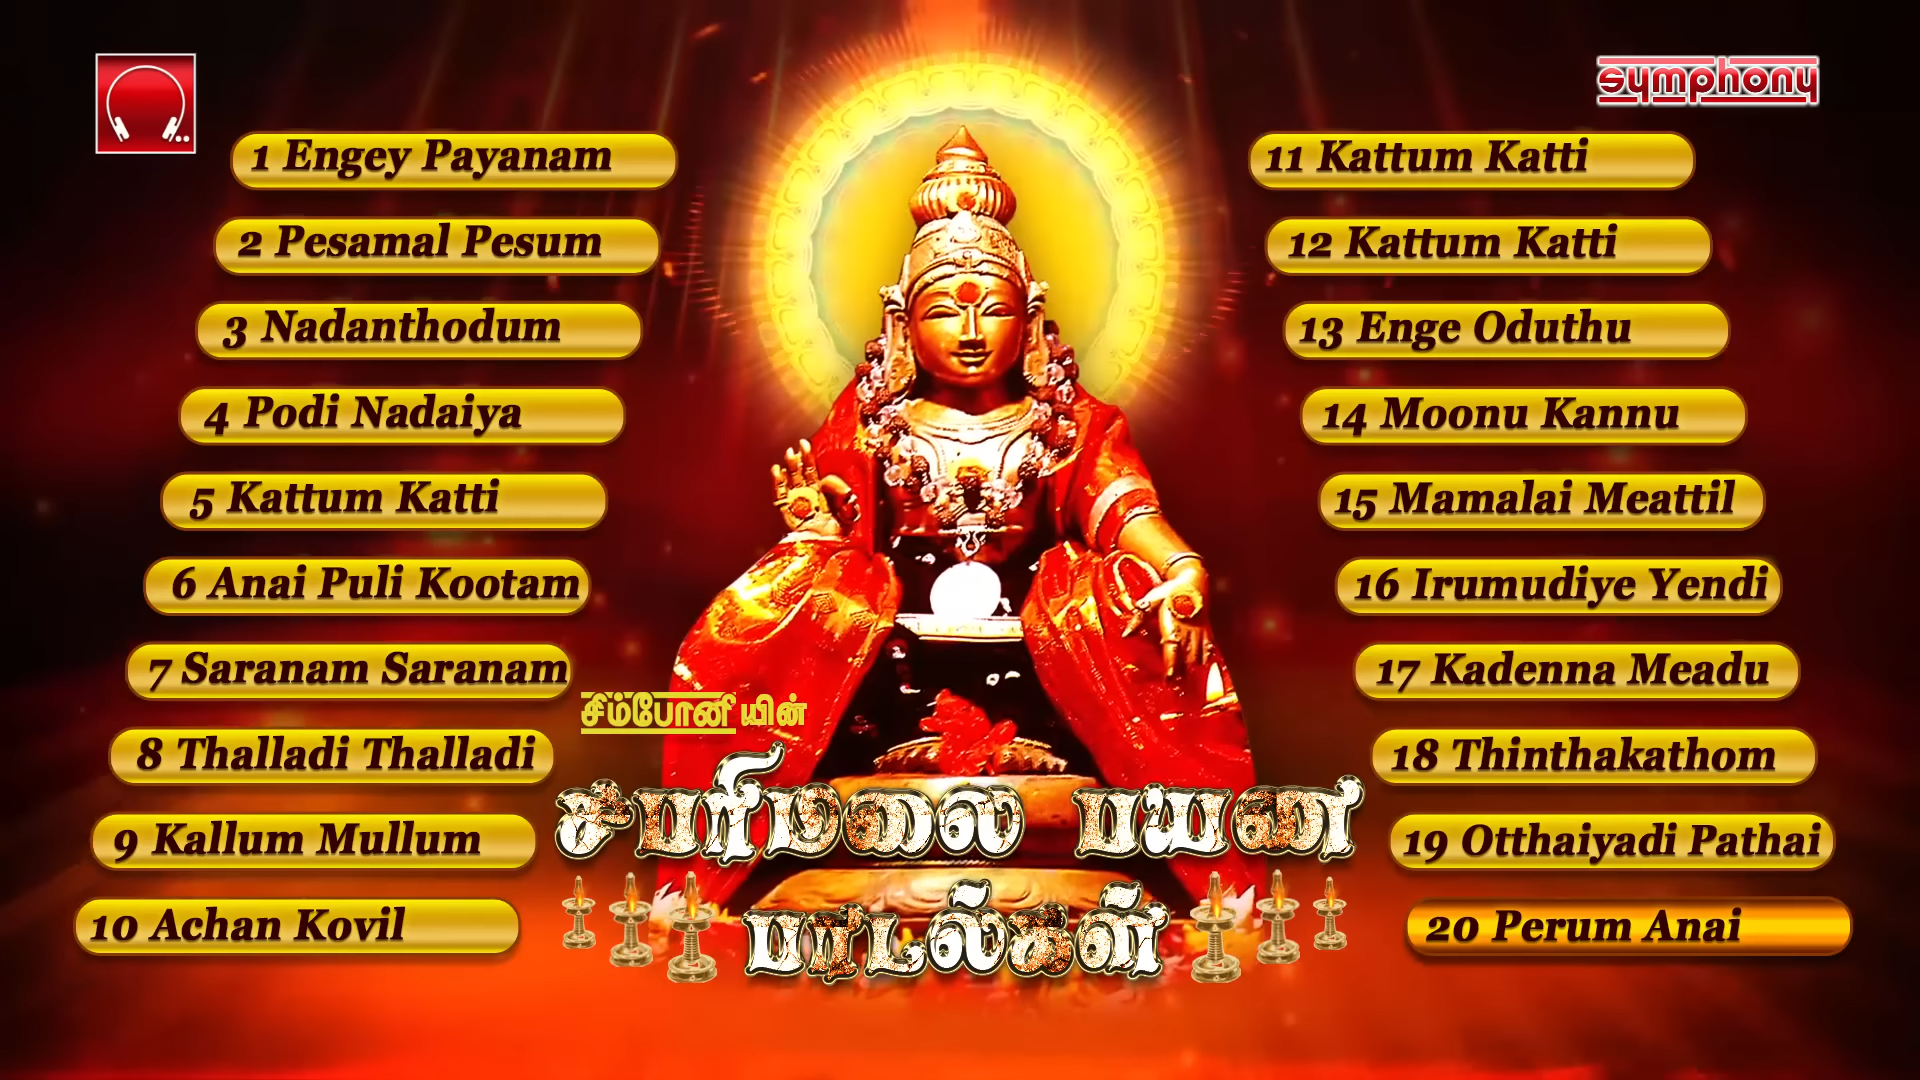 symphony
1 Engey Payanam
2 Pesamal Pesum
3 Nadanthodum
4 Podi Nadaiya
5 Kattum Katti
6 Anai Puli Kootam
7 Saranam Saranam
8 Thalladi Thalladi
9 Kallum Mullum
10 Achan Kovil
11 Kattum Katti
12 Kattum Katti
13 Enge Oduthu
14 Moonu Kannu
15 Mamalai Meattil
16 Irumudiye Yendi
17 Kadenna Meadu
18 Thinthakathom
19 Otthaiyadi Pathai
20 Perum Anai
சிம்போனியின்
சபரிமலை பயண
பாடல்கள்